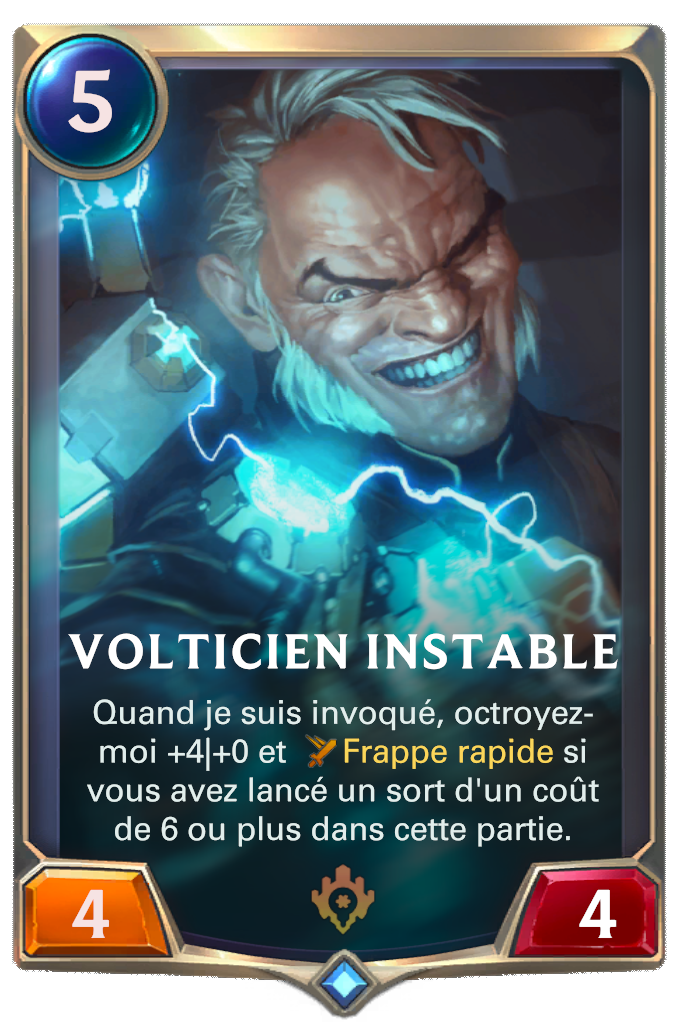 5
VOLTICIEN INSTABLE
Quand je suis invoqué, octroyez-
moi +4|+0 et Frappe rapide si
vous avez lancé un sort d'un coût
de 6 ou plus dans cette partie.
4 4